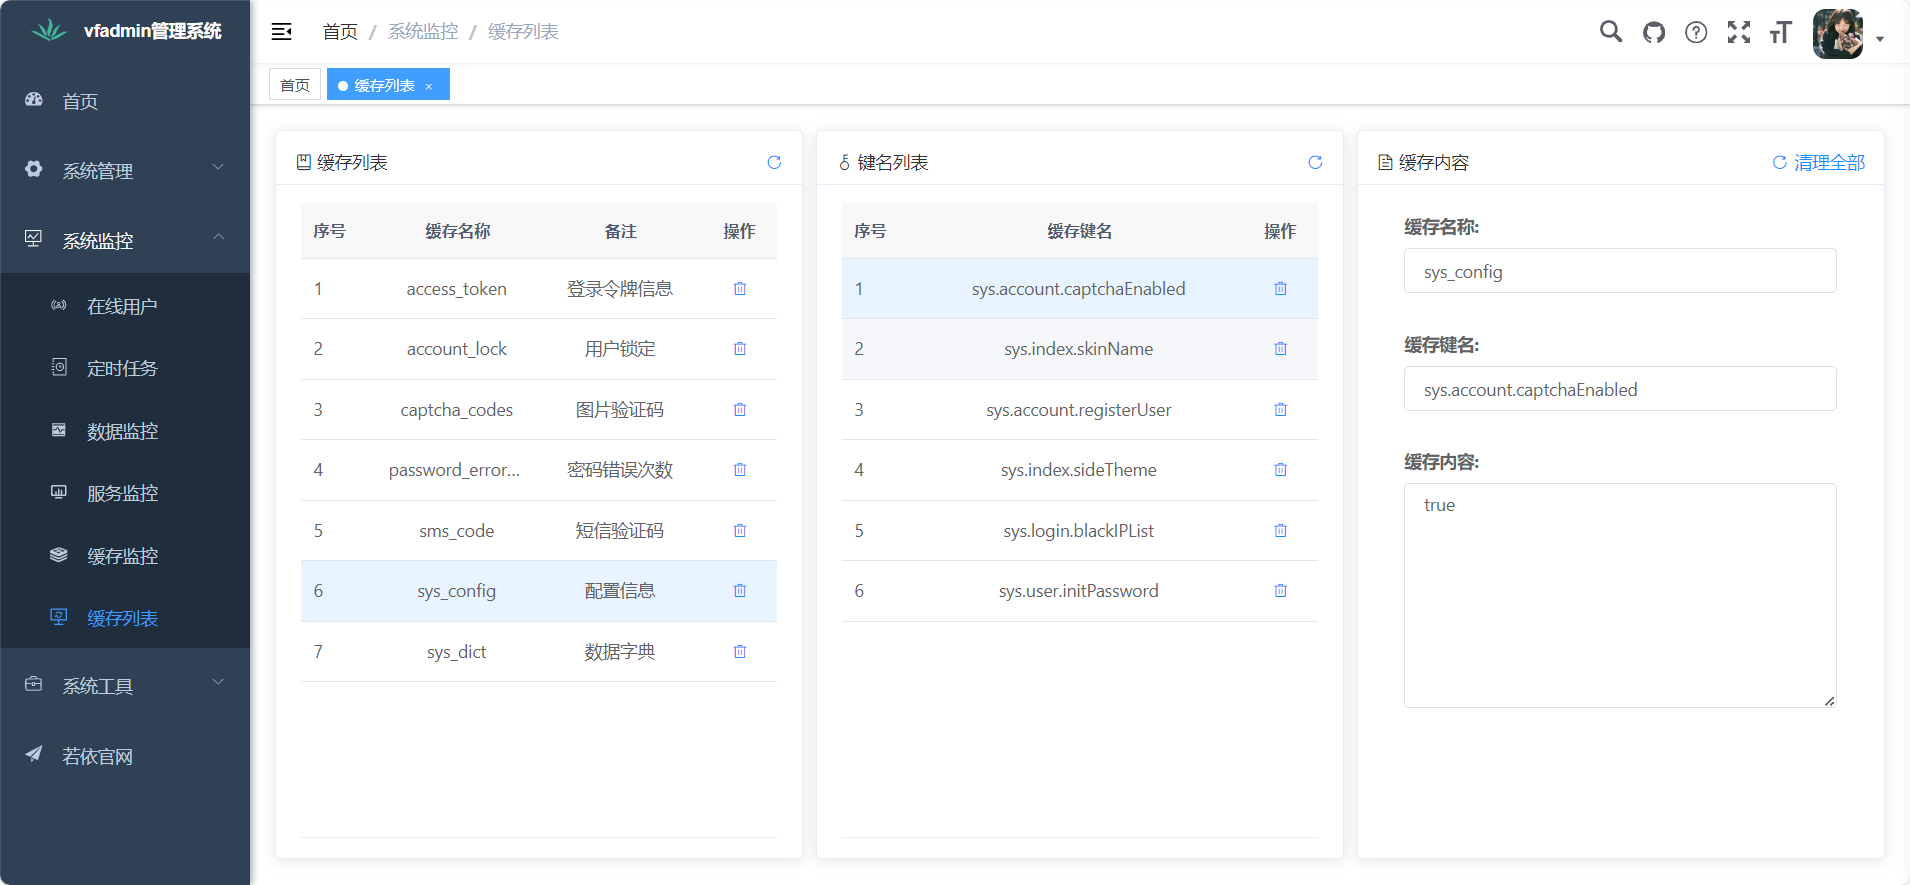 vfadmin管理系统
首页
系统管理
系统监控
在线用户
定时任务
数据监控
服务监控
缓存监控
缓存列表
系统工具
若依官网
首页 / 系统监控 / 缓存列表
首页
缓存列表 ×
缓存列表
序号 缓存名称 备注 操作
1 access_token 登录令牌信息
2 account_lock 用户锁定
3 captcha_codes 图片验证码
4 password_error... 密码错误次数
5 sms_code 短信验证码
6 sys_config 配置信息
7 sys_dict 数据字典
键名列表
序号 缓存键名 操作
1 sys.account.captchaEnabled
2 sys.index.skinName
3 sys.account.registerUser
4 sys.index.sideTheme
5 sys.login.blackIPList
6 sys.user.initPassword
缓存内容
清理全部
缓存名称:
sys_config
缓存键名:
sys.account.captchaEnabled
缓存内容:
true